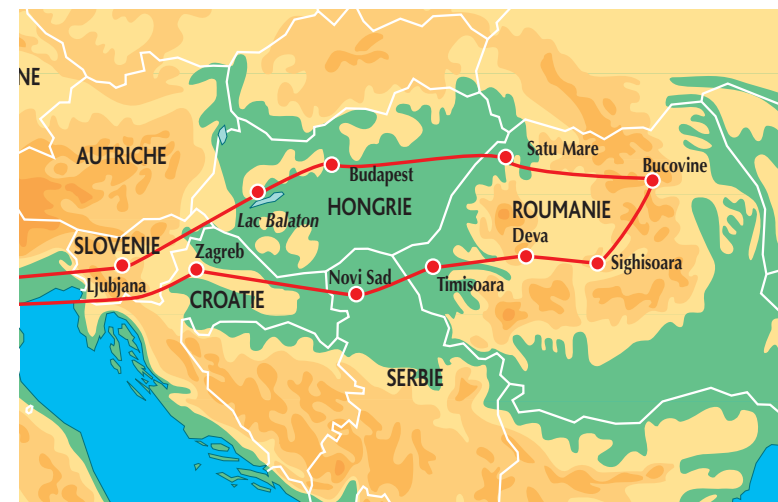 NE
AUTRICHE
Satu Mare
Budapest
Bucovine
Lac Balaton
HONGRIE
ROUMANIE
SLOVENIE
Zagreb
Deva
Ljubjana
Novi Sad
Timisoara
Sighisoara
CROATIE
SERBIE